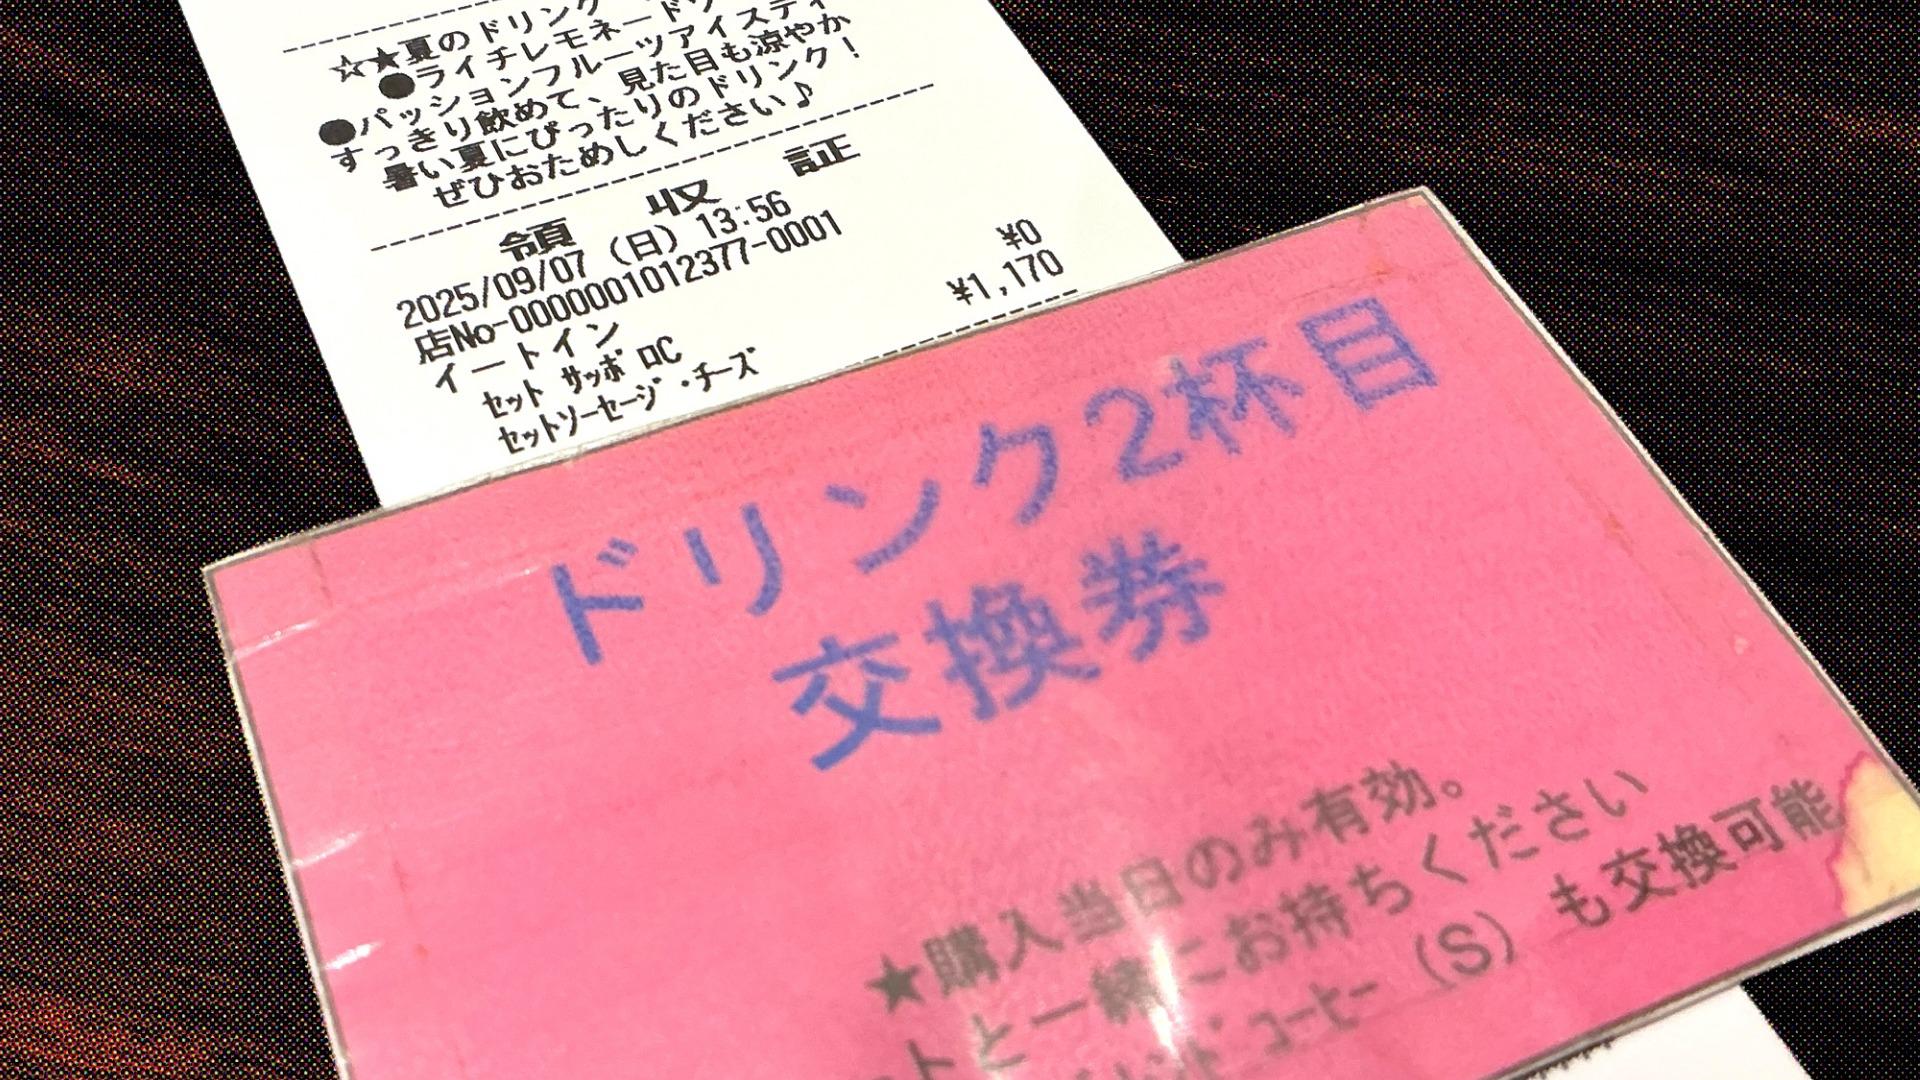 ☆★夏のドリンク
●ライチレモネードソ
●パッションフルーツアイスティ
すっきり飲めて、見た目も涼やか
暑い夏にぴったりのドリンク！
ぜひおためしください♪
領 収 証
2025/09/07 (日) 13:56
店No-0000001012377-0001
イートイン
セット サッポロC ¥0
セットソーセージ・チーズ ¥1,170
ドリンク2杯目
交換券
★購入当日のみ有効。
トと一緒にお持ちください
コーヒー (S) も交換可能